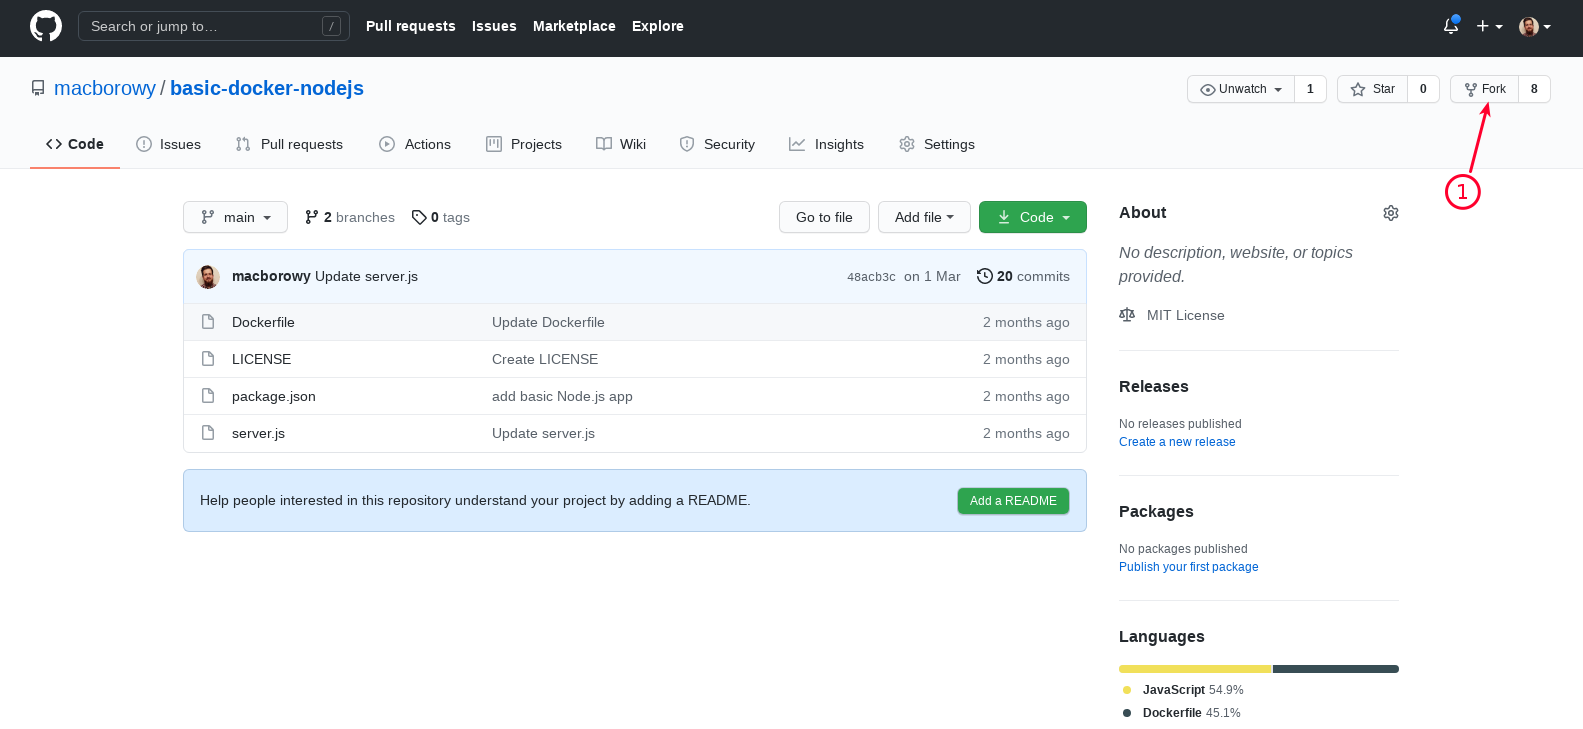 Search or jump to… / Pull requests Issues Marketplace Explore
macborowy / basic-docker-nodejs Unwatch 1 Star 0 Fork 8
Code Issues Pull requests Actions Projects Wiki Security Insights Settings
1
main 2 branches 0 tags Go to file Add file Code
macborowy Update server.js 48acb3c on 1 Mar 20 commits
Dockerfile Update Dockerfile 2 months ago
LICENSE Create LICENSE 2 months ago
package.json add basic Node.js app 2 months ago
server.js Update server.js 2 months ago
Help people interested in this repository understand your project by adding a README. Add a README
About
No description, website, or topics
provided.
MIT License
Releases
No releases published
Create a new release
Packages
No packages published
Publish your first package
Languages
JavaScript 54.9%
Dockerfile 45.1%